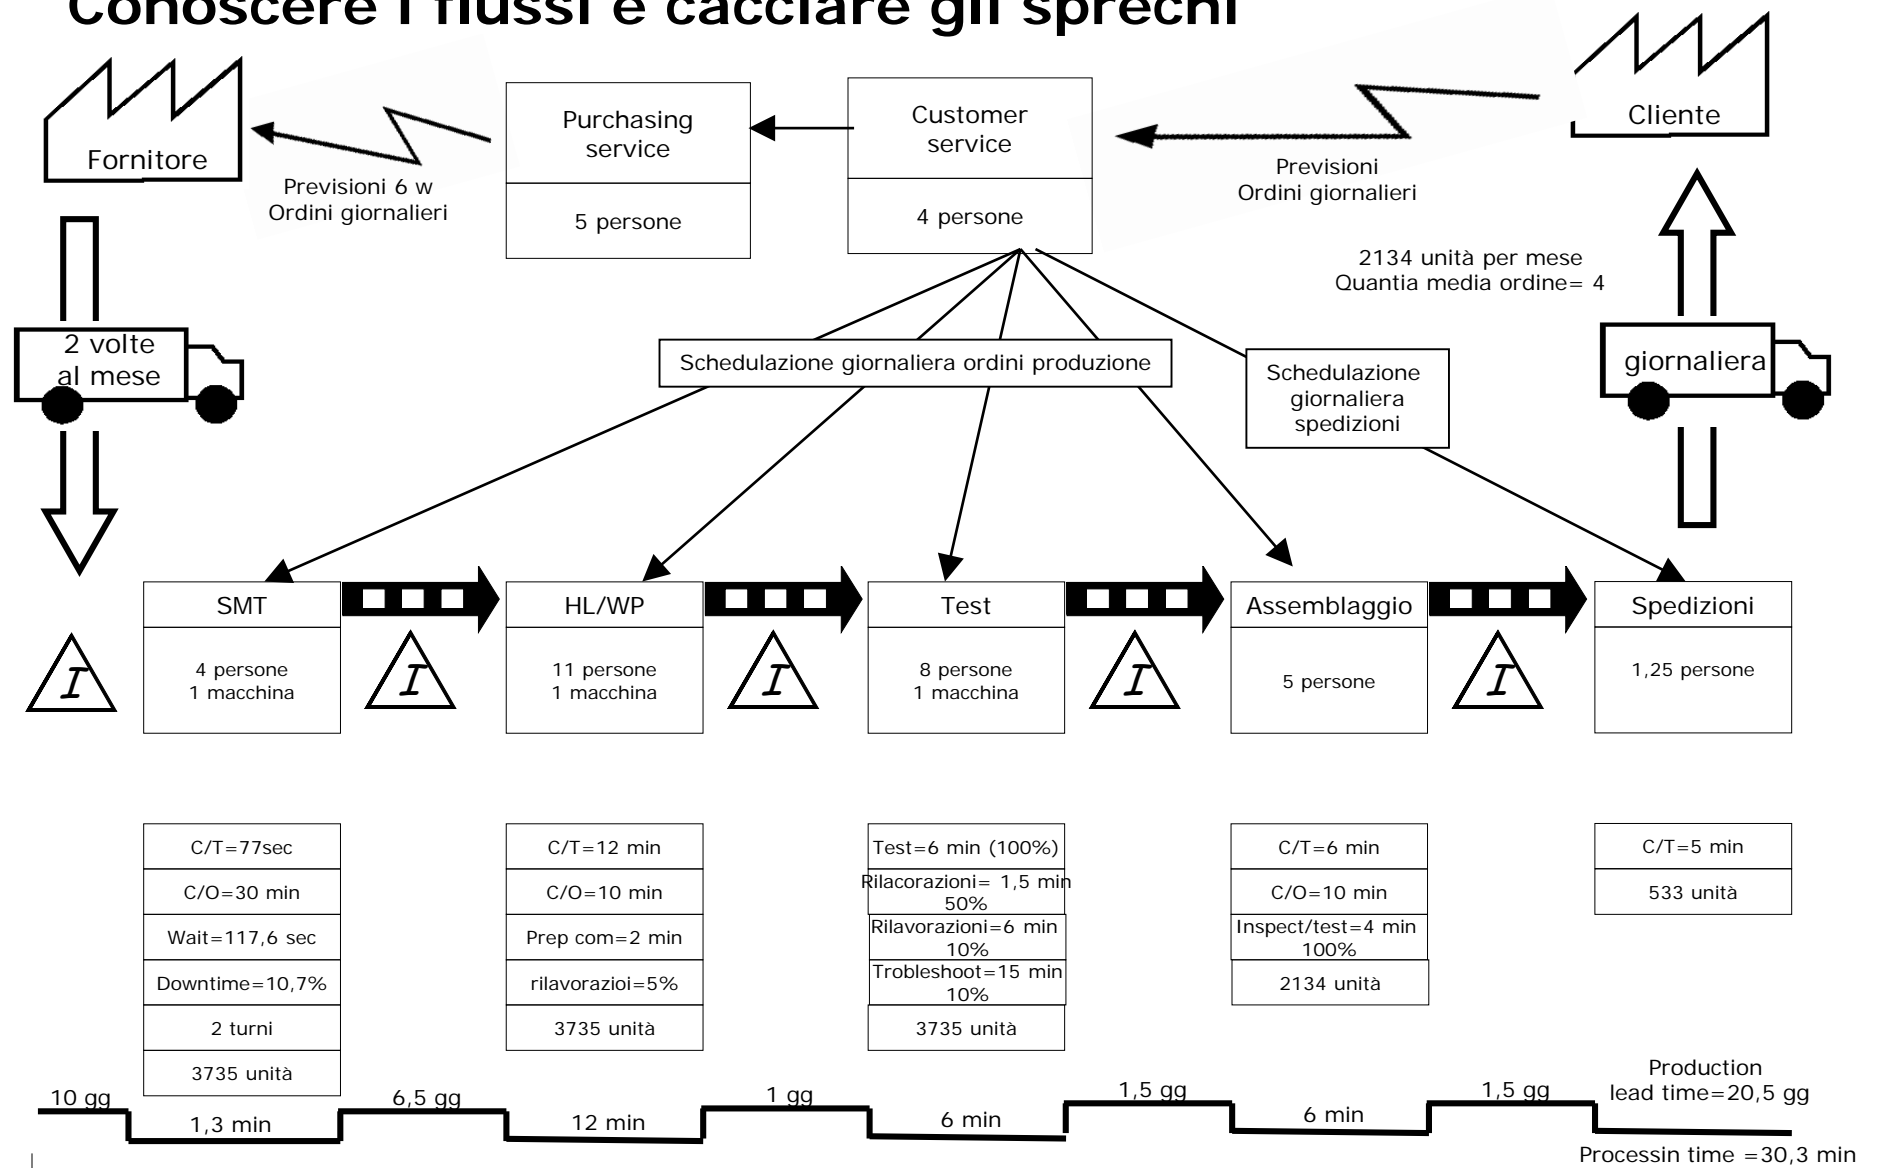 Conoscere i flussi e cacciare gli sprechi
Fornitore
Previsioni 6 w
Ordini giornalieri
Purchasing
service
5 persone
Customer
service
4 persone
Previsioni
Ordini giornalieri
Cliente
2134 unità per mese
Quantia media ordine= 4
2 volte
al mese
giornaliera
Schedulazione giornaliera ordini produzione
Schedulazione
giornaliera
spedizioni
SMT
4 persone
1 macchina
HL/WP
11 persone
1 macchina
Test
8 persone
1 macchina
Assemblaggio
5 persone
Spedizioni
1,25 persone
I
I
I
I
I
C/T=77sec
C/O=30 min
Wait=117,6 sec
Downtime=10,7%
2 turni
3735 unità
C/T=12 min
C/O=10 min
Prep com=2 min
rilavorazioi=5%
3735 unità
Test=6 min (100%)
Rilacorazioni= 1,5 min
50%
Rilavorazioni=6 min
10%
Trobleshoot=15 min
10%
3735 unità
C/T=6 min
C/O=10 min
Inspect/test=4 min
100%
2134 unità
C/T=5 min
533 unità
10 gg
1,3 min
6,5 gg
12 min
1 gg
6 min
1,5 gg
6 min
1,5 gg
Production
lead time=20,5 gg
Processin time =30,3 min